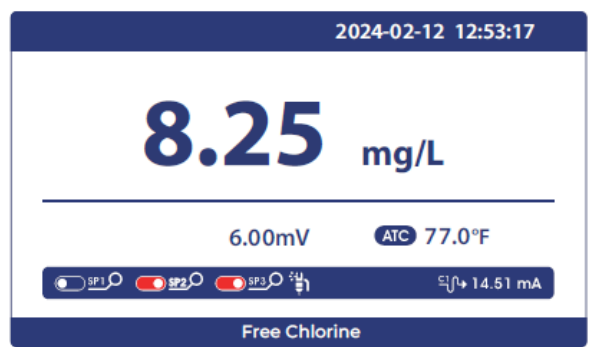 2024-02-12 12:53:17
8.25 mg/L
6.00mV ATC 77.0°F
SP1 SP2 SP3 14.51 mA
Free Chlorine